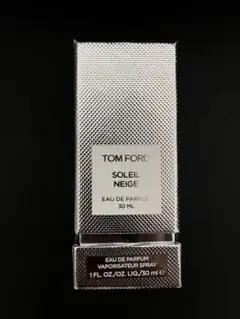 TOM FORD
SOLEIL
NEIGE
EAU DE PARFUM
30 ML
EAU DE PARFUM
VAPORISATEUR SPRAY
1 FL. OZ./OZ. LIQ./30 ml ℮